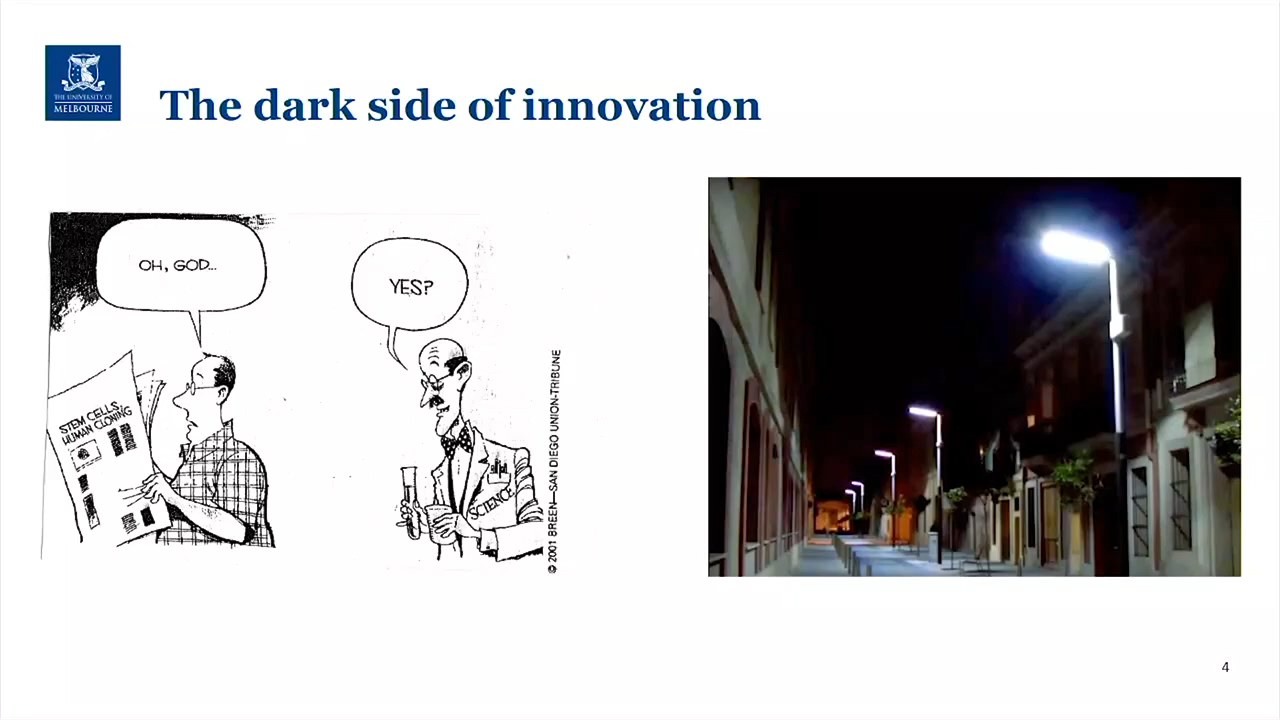 THE UNIVERSITY OF
MELBOURNE
The dark side of innovation
OH, GOD...
YES?
STEM CELLS,
HUMAN CLONING
SCIENCE
© 2001 BREEN—SAN DIEGO UNION-TRIBUNE
4